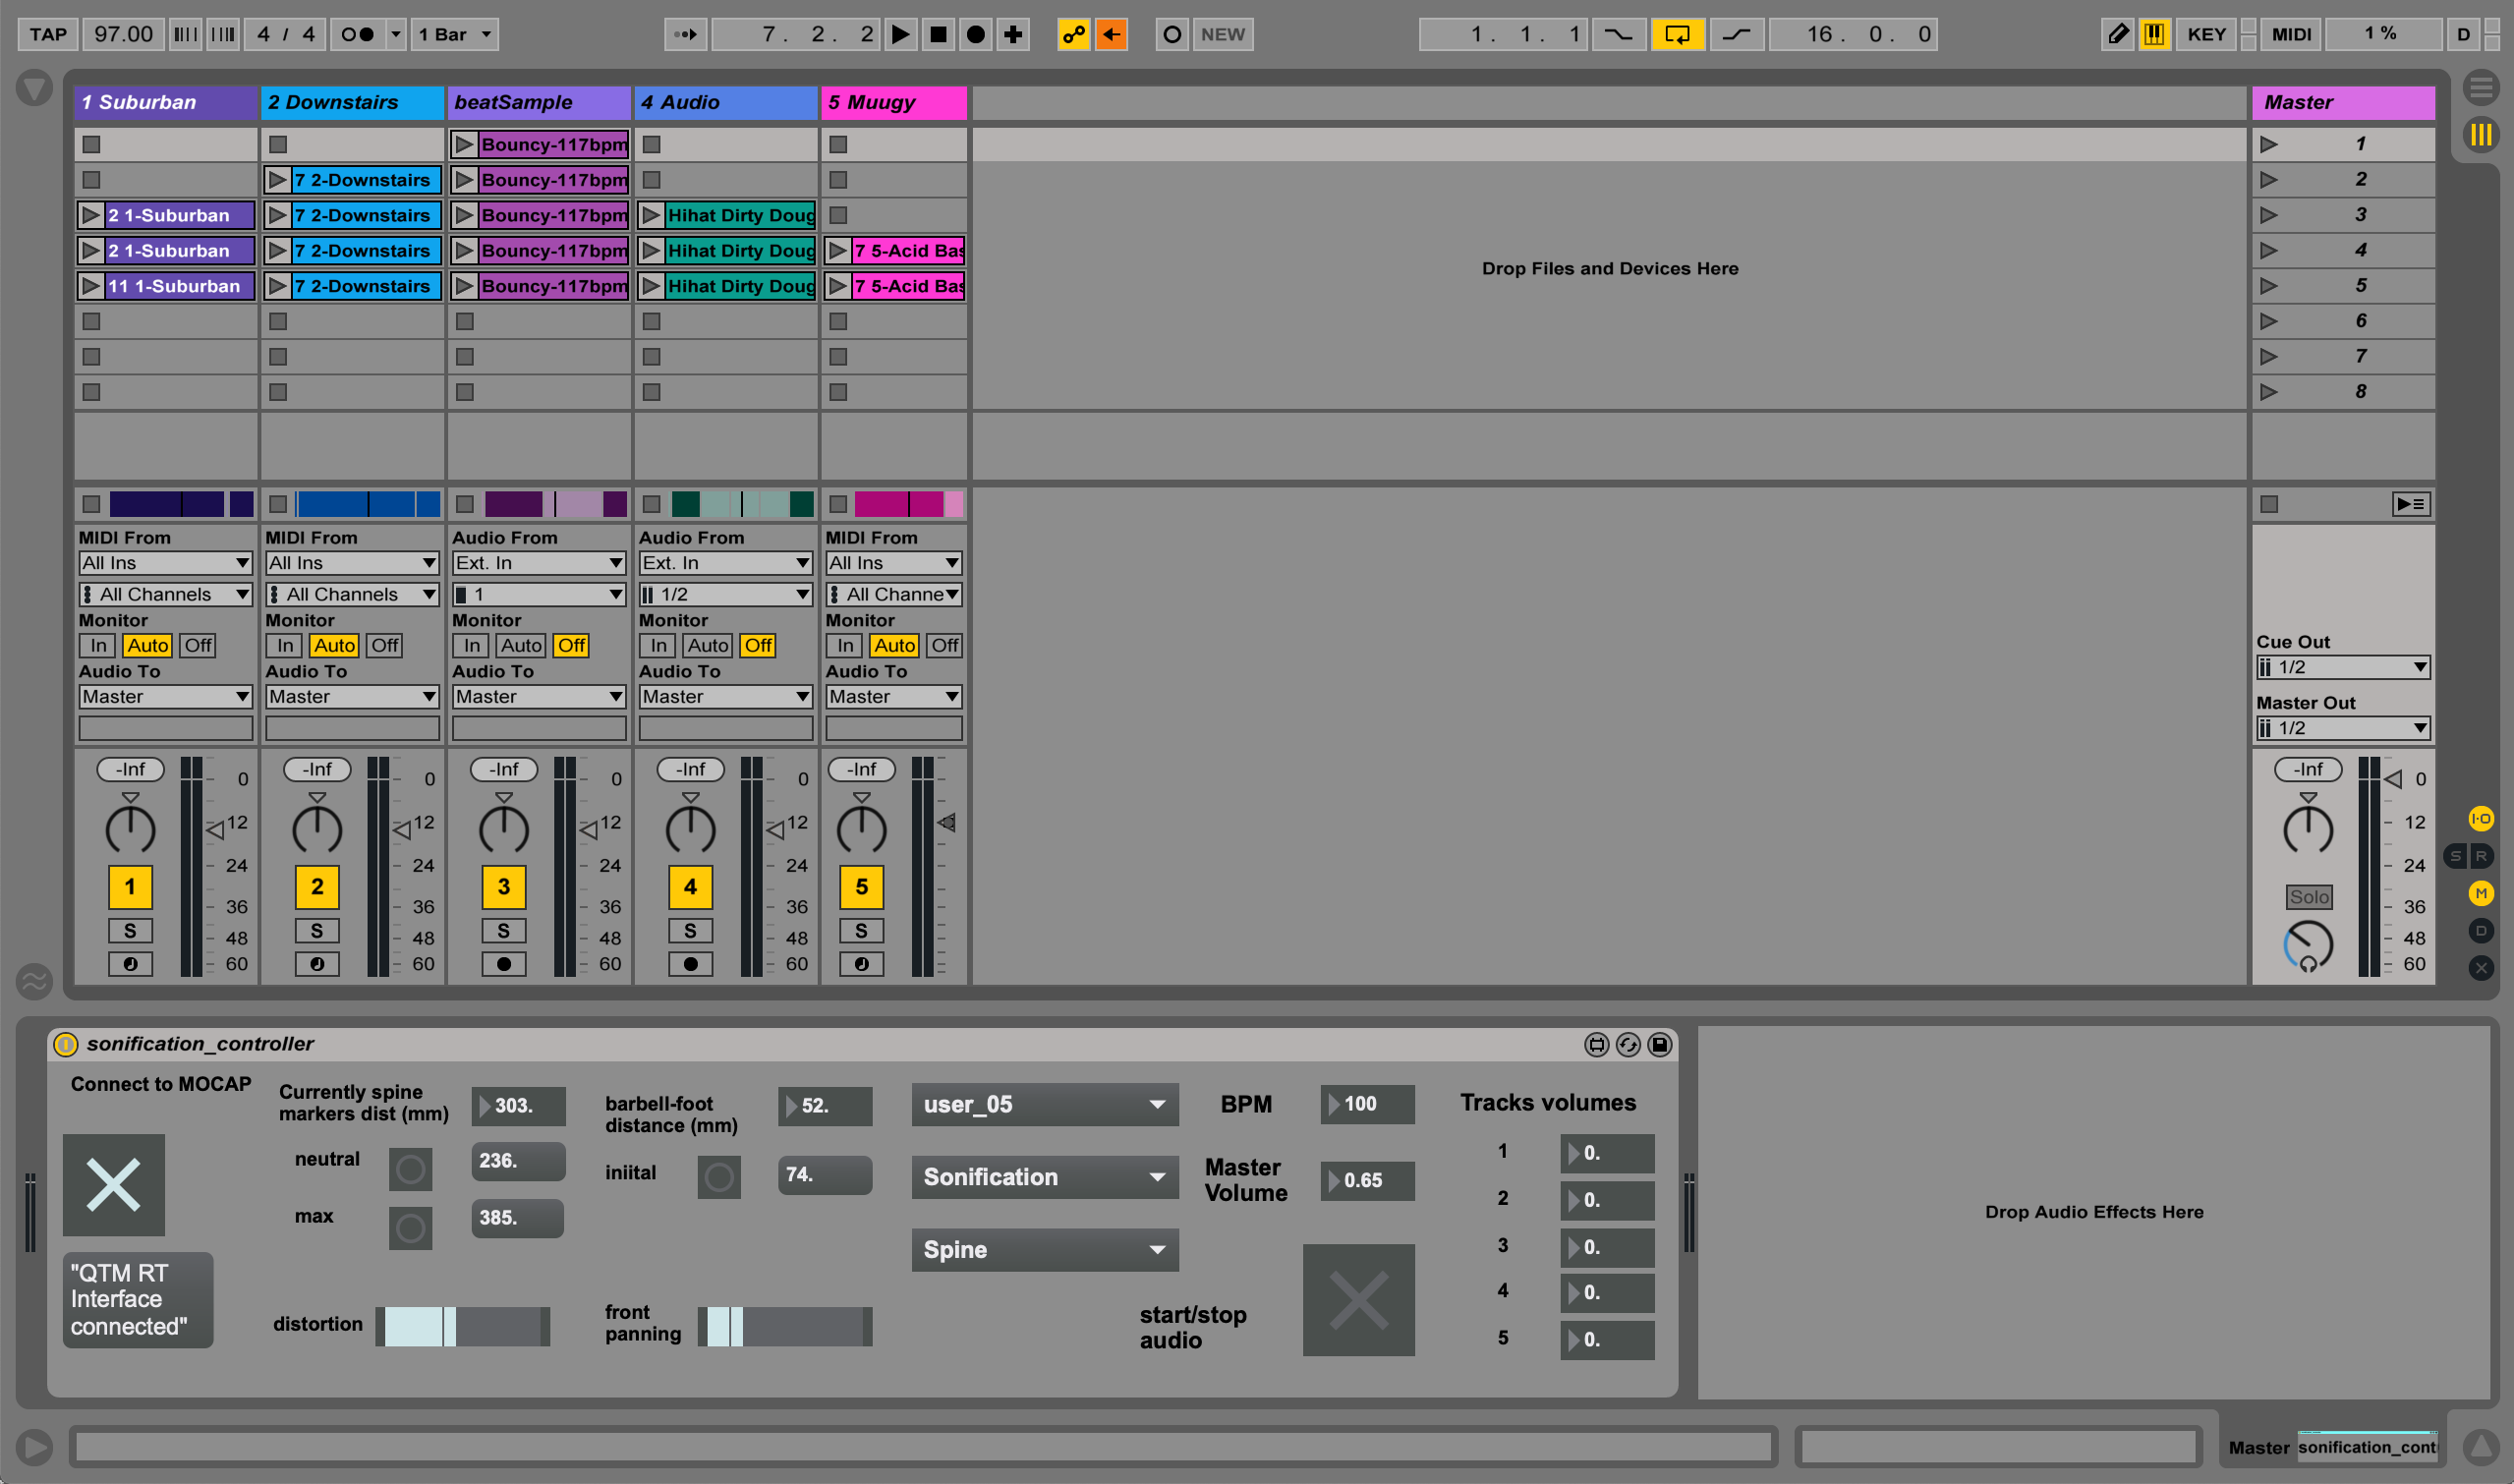 TAP 97.00 4 / 4 1 Bar 7. 2. 2 NEW 1. 1. 1 16. 0. 0 KEY MIDI 1 % D
1 Suburban 2 Downstairs beatSample 4 Audio 5 Muugy Master
Bouncy-117bpm 1
7 2-Downstairs Bouncy-117bpm 2
2 1-Suburban 7 2-Downstairs Bouncy-117bpm Hihat Dirty Doug 3
2 1-Suburban 7 2-Downstairs Bouncy-117bpm Hihat Dirty Doug 7 5-Acid Bas 4
Drop Files and Devices Here
11 1-Suburban 7 2-Downstairs Bouncy-117bpm Hihat Dirty Doug 7 5-Acid Bas 5
6
7
8
MIDI From MIDI From Audio From Audio From MIDI From
All Ins All Ins Ext. In Ext. In All Ins
All Channels All Channels 1 1/2 All Channe
Monitor Monitor Monitor Monitor Monitor
In Auto Off In Auto Off In Auto Off In Auto Off In Auto Off Cue Out
Audio To Audio To Audio To Audio To Audio To 1/2
Master Master Master Master Master Master Out
1/2
-Inf -Inf -Inf -Inf -Inf -Inf
0 0 0 0 0
12 12 12 12 12 I·O
24 24 24 24 24 S R
1 2 3 4 5 Solo M
36 36 36 36 36
S S S S S D
48 48 48 48 48
60 60 60 60 60
sonification_controller
Connect to MOCAP
"QTM RT
Interface
connected"
Currently spine
markers dist (mm) 303.
neutral 236.
max 385.
distortion
barbell-foot
distance (mm) 52.
iniital 74.
front
panning
user_05
Sonification
Spine
BPM 100
Master
Volume 0.65
start/stop
audio
Tracks volumes
1 0.
2 0.
3 0.
4 0.
5 0.
Drop Audio Effects Here
Master sonification_cont